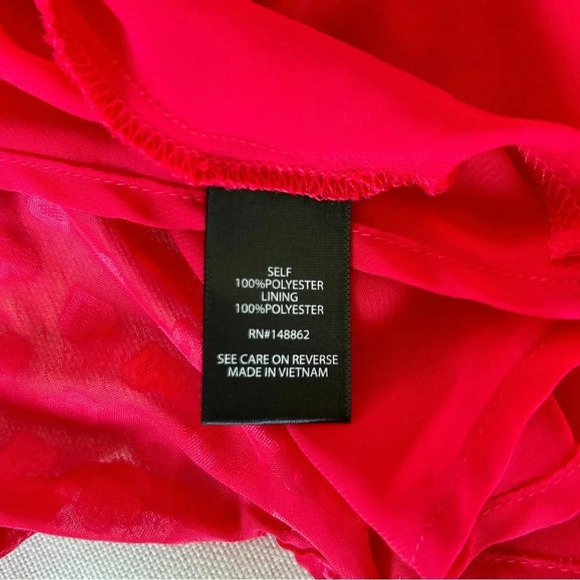 SELF
100%POLYESTER
LINING
100%POLYESTER
RN#148862
SEE CARE ON REVERSE
MADE IN VIETNAM